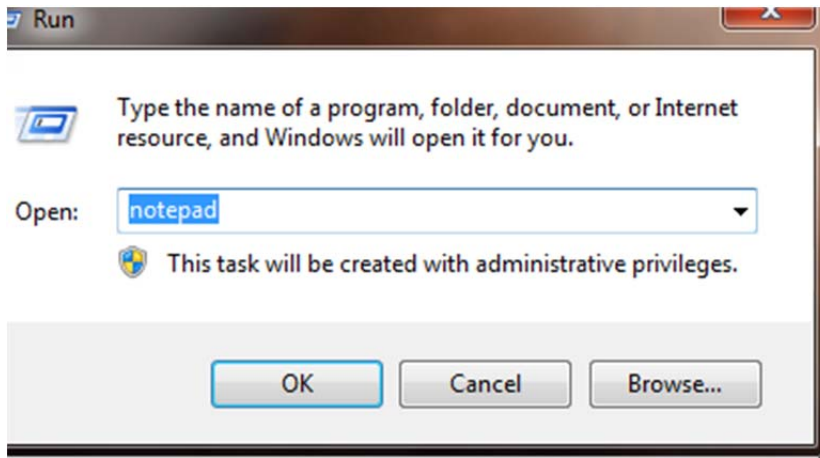 Run
Type the name of a program, folder, document, or Internet
resource, and Windows will open it for you.
Open: notepad
This task will be created with administrative privileges.
OK Cancel Browse...